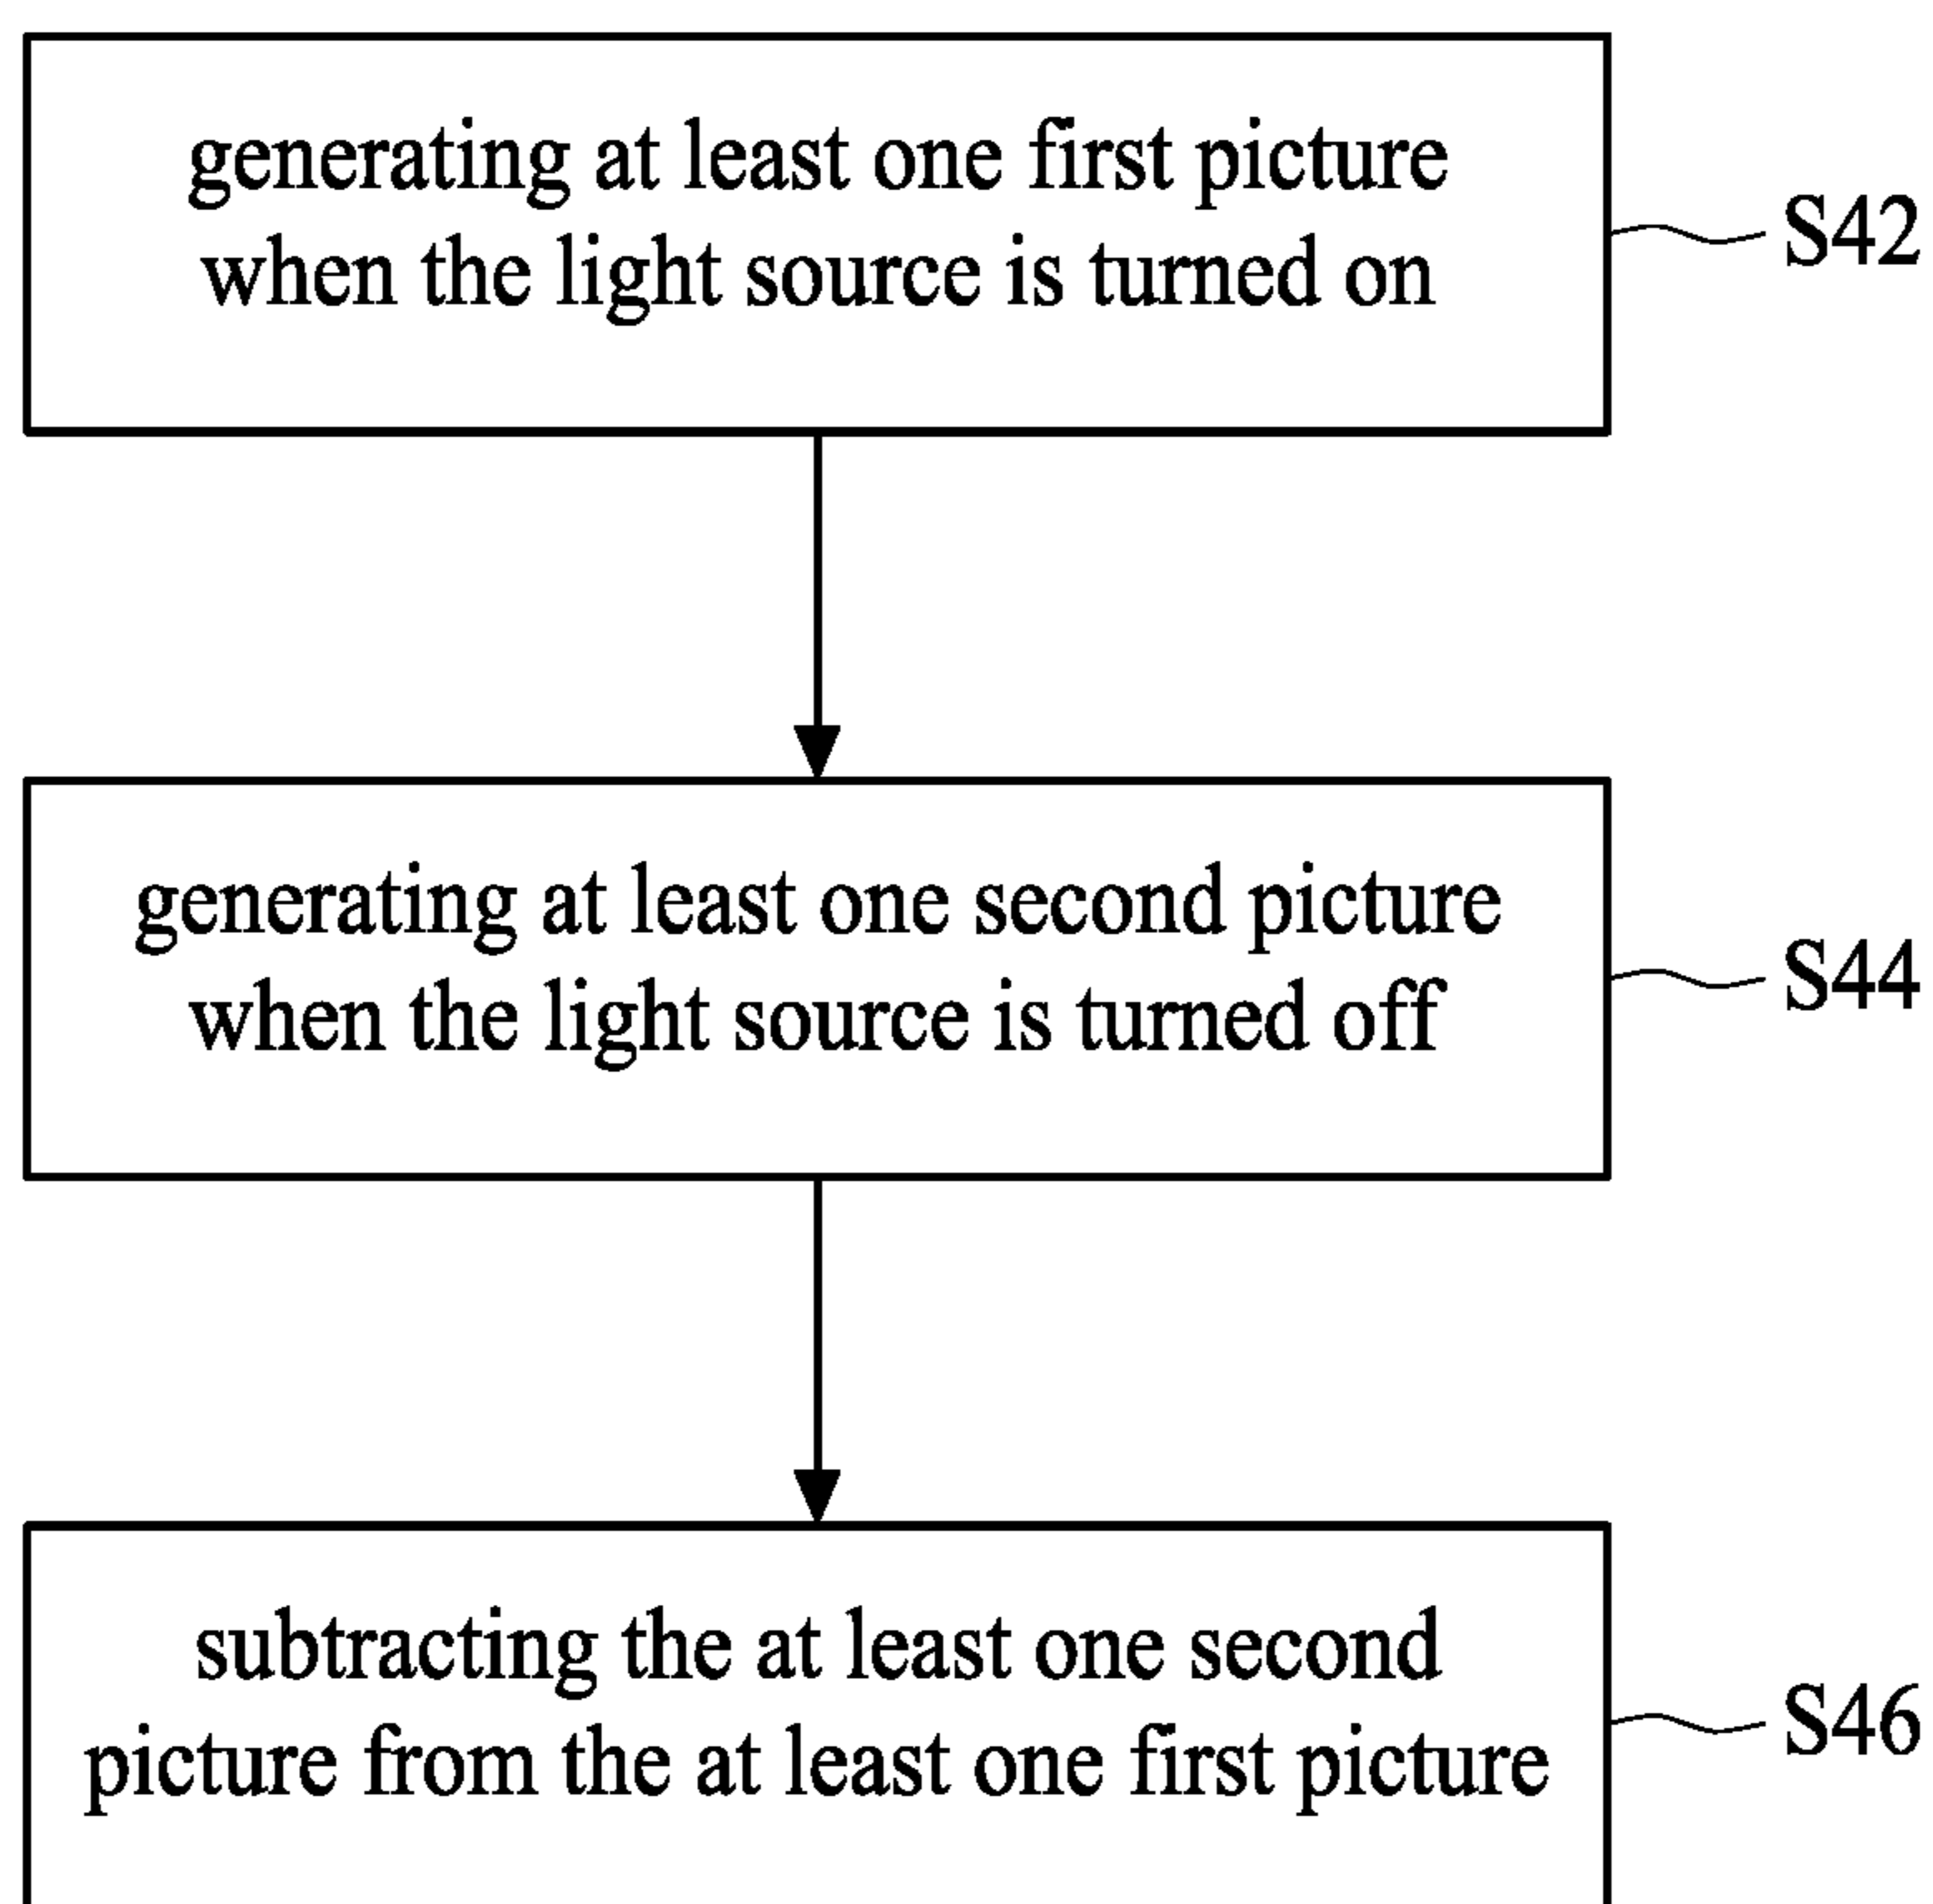 generating at least one first picture
when the light source is turned on
S42
generating at least one second picture
when the light source is turned off
S44
subtracting the at least one second
picture from the at least one first picture
S46